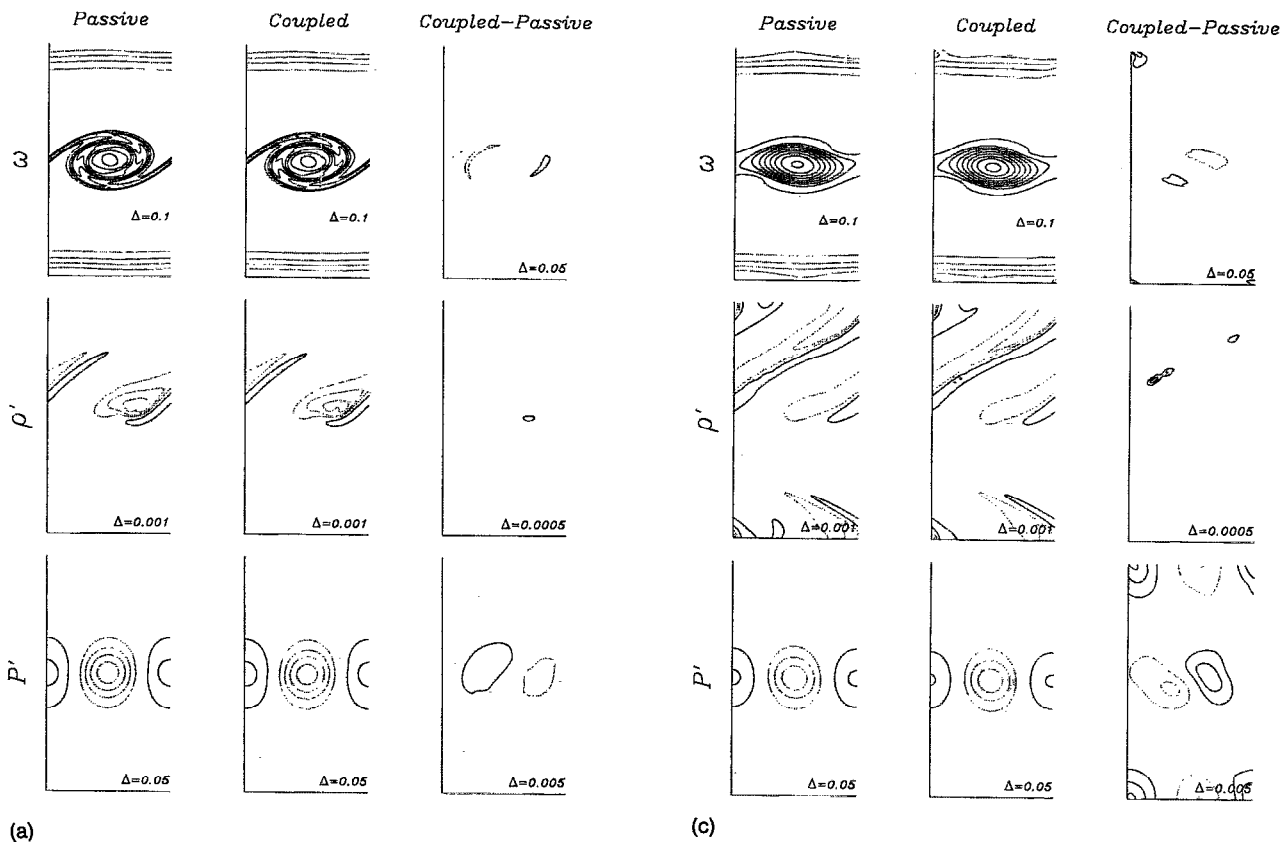 Passive Coupled Coupled-Passive
ω
Δ=0.1 Δ=0.1 Δ=0.05
ρ'
Δ=0.001 Δ=0.001 Δ=0.0005
P'
Δ=0.05 Δ=0.05 Δ=0.005
(a)
Passive Coupled Coupled-Passive
ω
Δ=0.1 Δ=0.1 Δ=0.05
ρ'
Δ=0.001 Δ=0.001 Δ=0.0005
P'
Δ=0.05 Δ=0.05 Δ=0.005
(c)